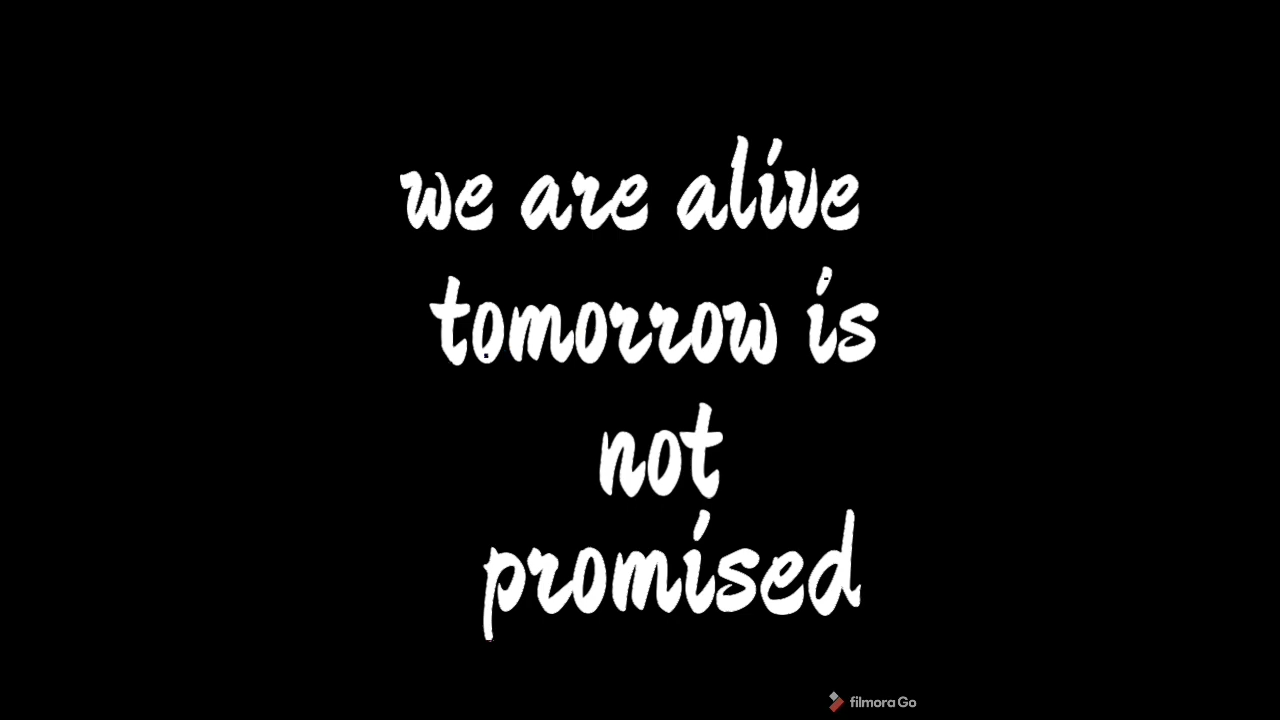 we are alive
tomorrow is
not
promised
filmora Go